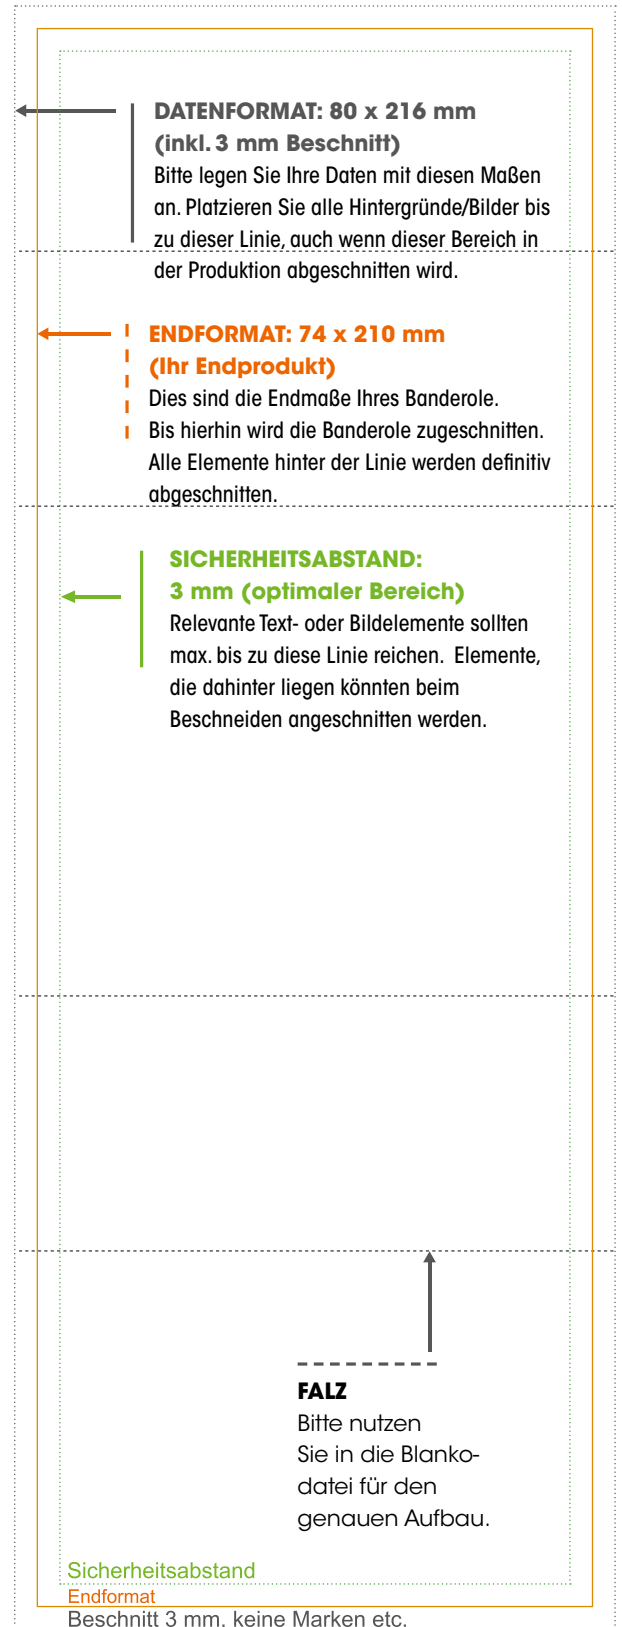 DATENFORMAT: 80 x 216 mm
(inkl. 3 mm Beschnitt)
Bitte legen Sie Ihre Daten mit diesen Maßen
an. Platzieren Sie alle Hintergründe/Bilder bis
zu dieser Linie, auch wenn dieser Bereich in
der Produktion abgeschnitten wird.
ENDFORMAT: 74 x 210 mm
(Ihr Endprodukt)
Dies sind die Endmaße Ihres Banderole.
Bis hierhin wird die Banderole zugeschnitten.
Alle Elemente hinter der Linie werden definitiv
abgeschnitten.
SICHERHEITSABSTAND:
3 mm (optimaler Bereich)
Relevante Text- oder Bildelemente sollten
max. bis zu diese Linie reichen. Elemente,
die dahinter liegen könnten beim
Beschneiden angeschnitten werden.
FALZ
Bitte nutzen
Sie in die Blanko-
datei für den
genauen Aufbau.
Sicherheitsabstand
Endformat
Beschnitt 3 mm. keine Marken etc.